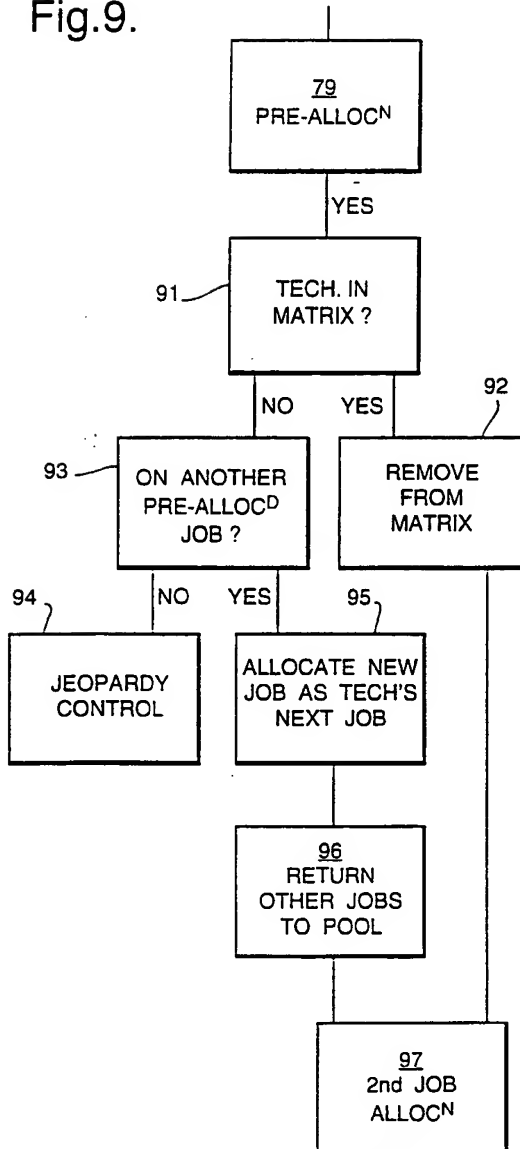 Fig.9.
79
PRE-ALLOCᴺ
YES
91
TECH. IN
MATRIX ?
NO
YES
92
93
ON ANOTHER
PRE-ALLOCᴰ
JOB ?
REMOVE
FROM
MATRIX
94
NO
YES
95
JEOPARDY
CONTROL
ALLOCATE NEW
JOB AS TECH'S
NEXT JOB
96
RETURN
OTHER JOBS
TO POOL
97
2nd JOB
ALLOCᴺ